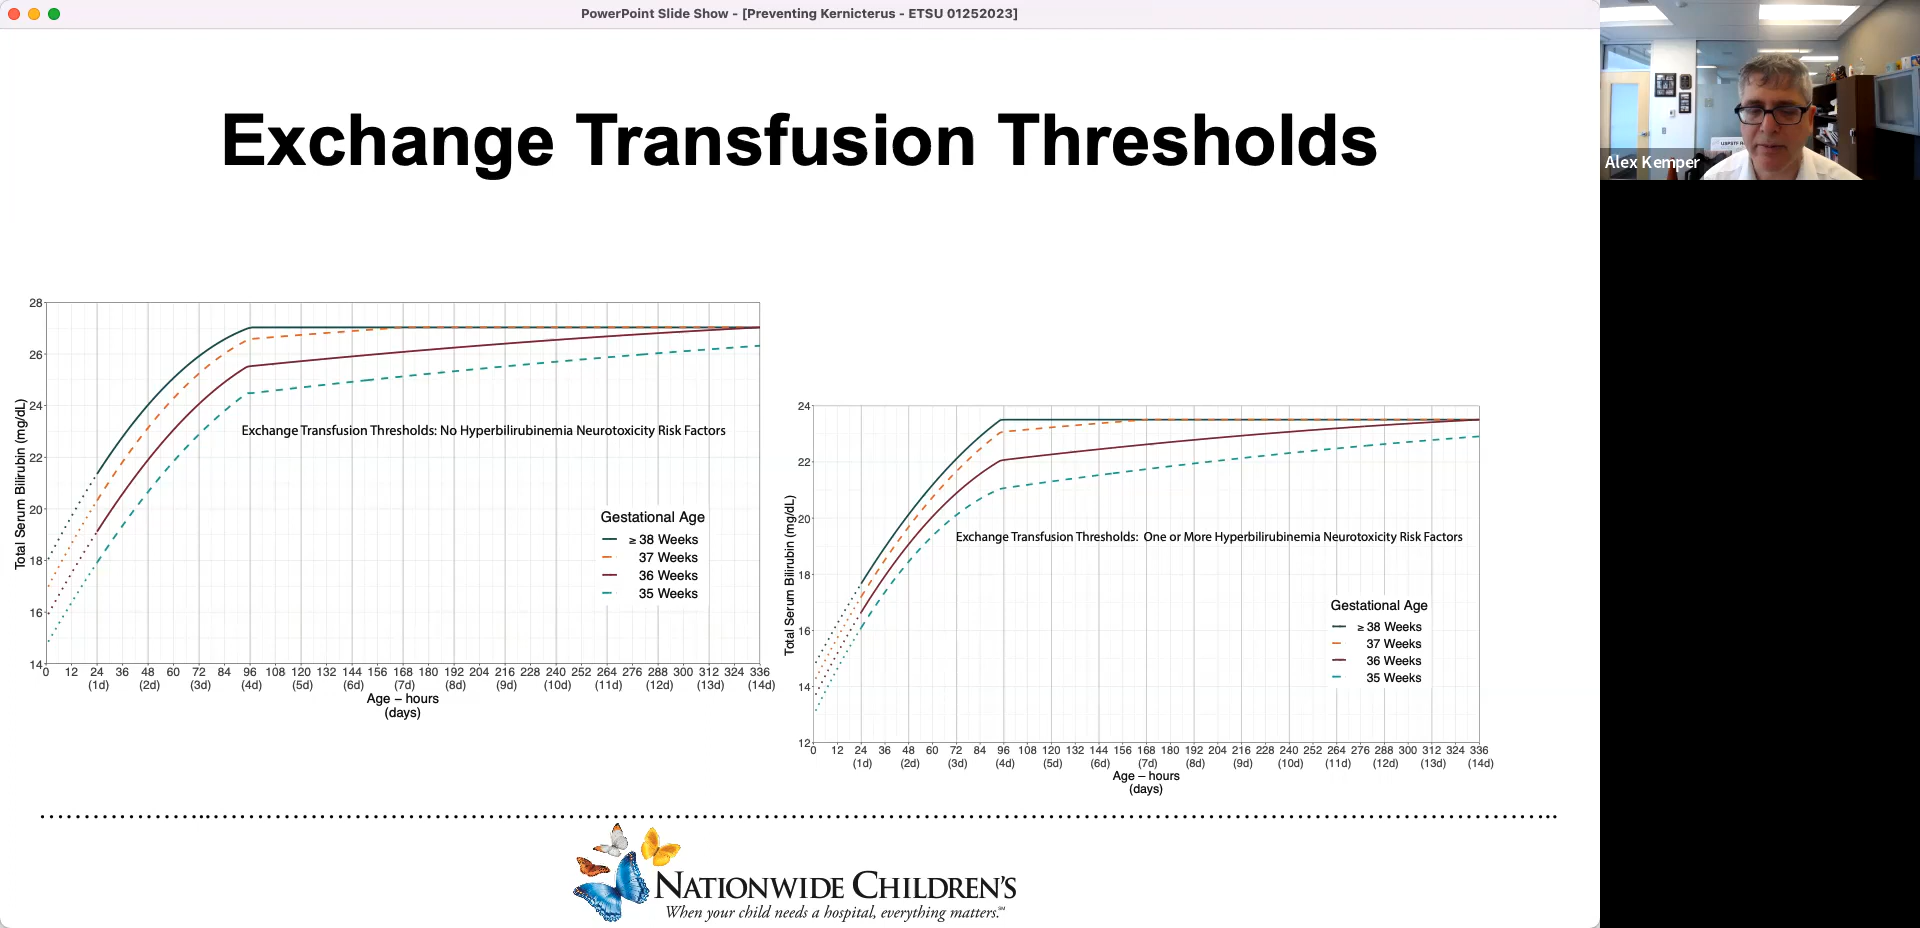 PowerPoint Slide Show - [Preventing Kernicterus - ETSU 01252023]
Alex Kemper
Exchange Transfusion Thresholds
28
26
24
22
20
18
16
14
Total Serum Bilirubin (mg/dL)
Exchange Transfusion Thresholds: No Hyperbilirubinemia Neurotoxicity Risk Factors
Gestational Age
≥ 38 Weeks
37 Weeks
36 Weeks
35 Weeks
0 12 24 36 48 60 72 84 96 108 120 132 144 156 168 180 192 204 216 228 240 252 264 276 288 300 312 324 336
(1d) (2d) (3d) (4d) (5d) (6d) (7d) (8d) (9d) (10d) (11d) (12d) (13d) (14d)
Age – hours
(days)
24
22
20
18
16
14
12
Total Serum Bilirubin (mg/dL)
Exchange Transfusion Thresholds: One or More Hyperbilirubinemia Neurotoxicity Risk Factors
Gestational Age
≥ 38 Weeks
37 Weeks
36 Weeks
35 Weeks
0 12 24 36 48 60 72 84 96 108 120 132 144 156 168 180 192 204 216 228 240 252 264 276 288 300 312 324 336
(1d) (2d) (3d) (4d) (5d) (6d) (7d) (8d) (9d) (10d) (11d) (12d) (13d) (14d)
Age – hours
(days)
NATIONWIDE CHILDREN'S
When your child needs a hospital, everything matters.